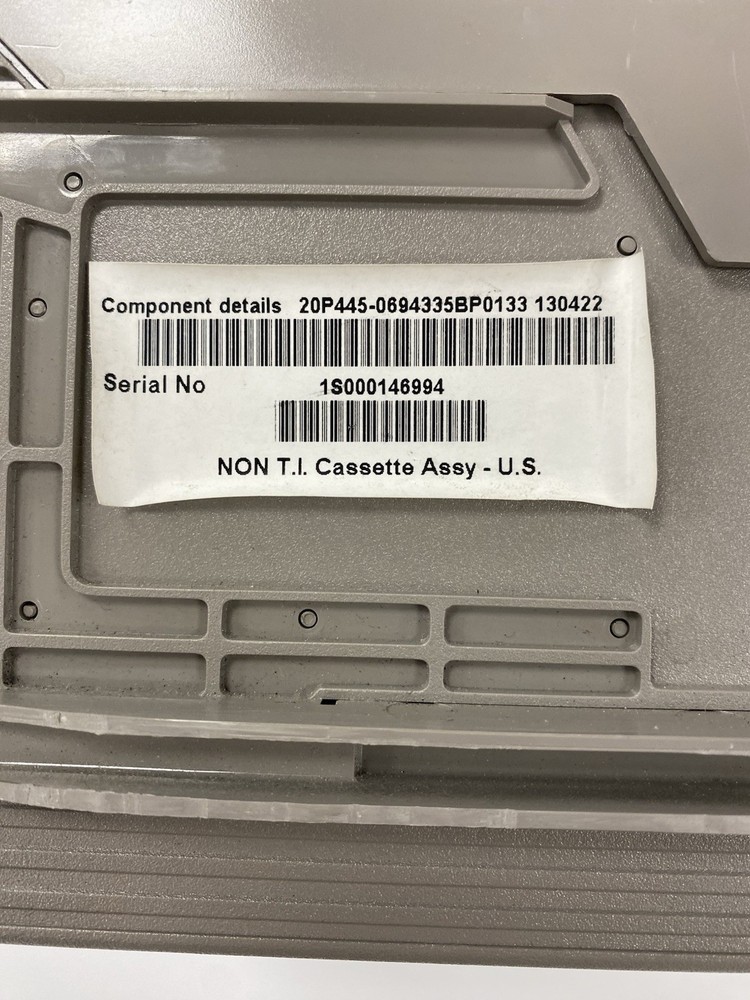 Component details 20P445-0694335BP0133 130422
Serial No 1S000146994
NON T.I. Cassette Assy - U.S.